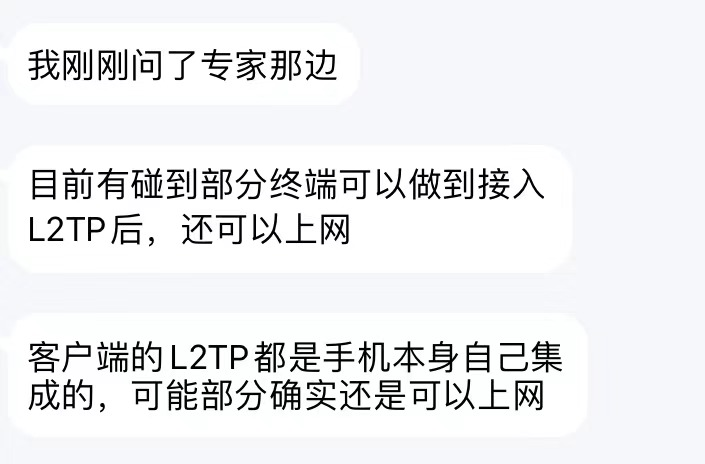 我刚刚问了专家那边
目前有碰到部分终端可以做到接入
L2TP后，还可以上网
客户端的L2TP都是手机本身自己集
成的，可能部分确实还是可以上网